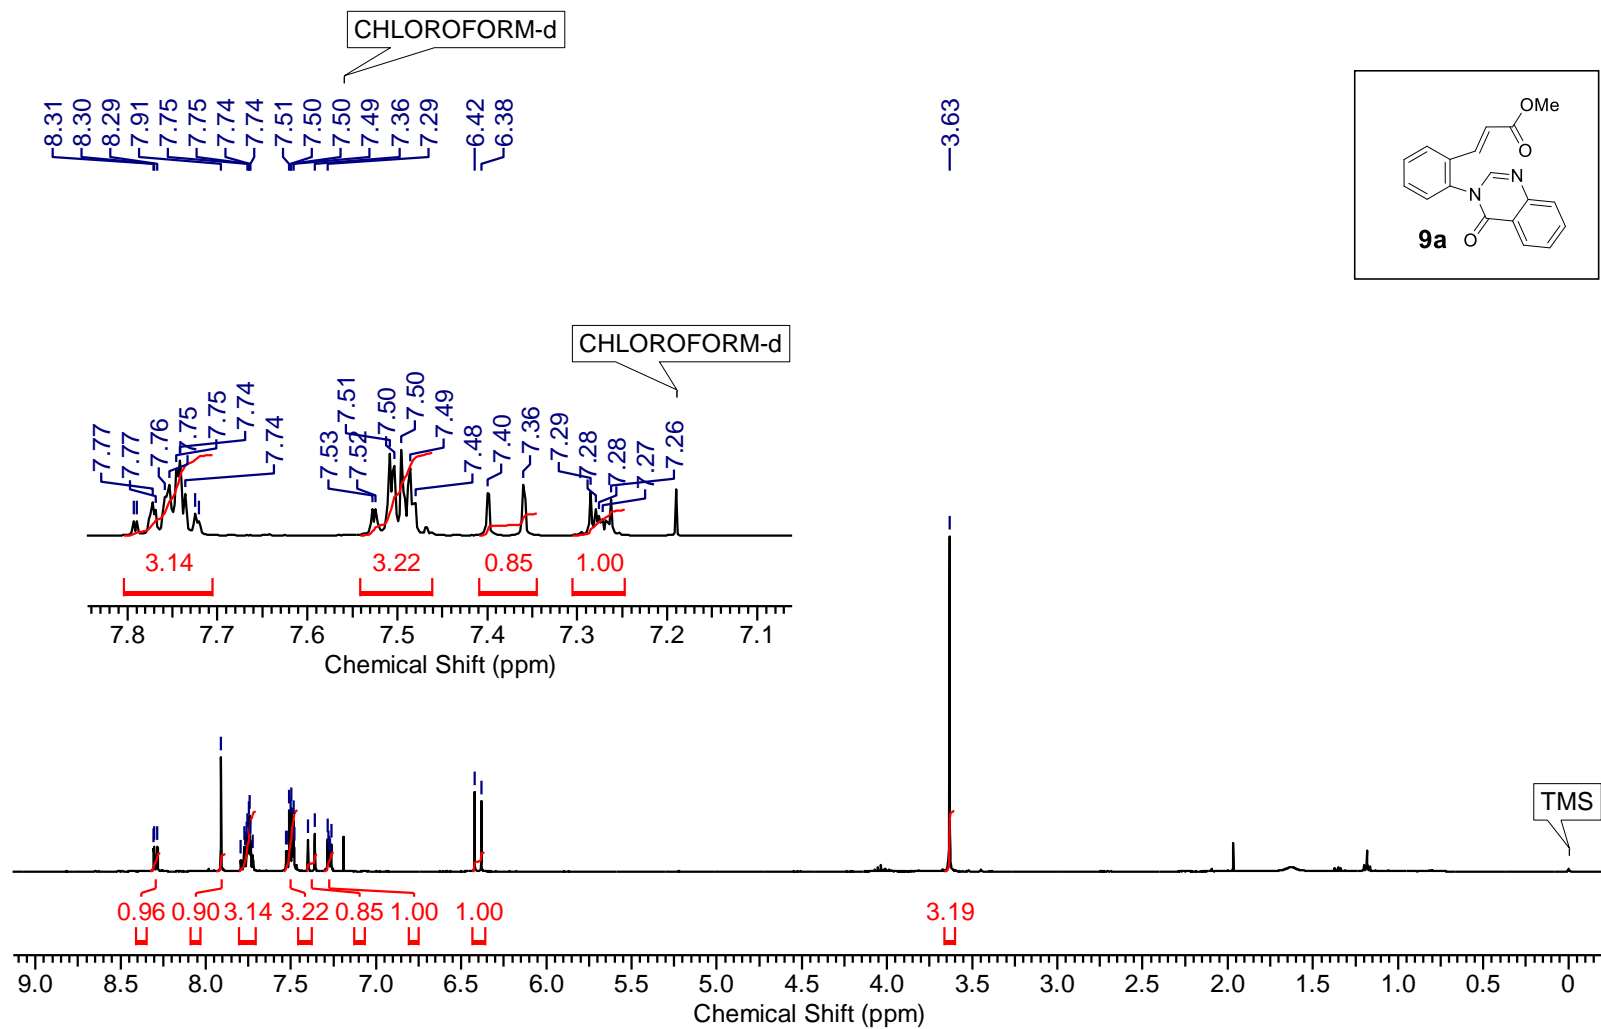 CHLOROFORM-d
8.31
8.30
8.29
7.91
7.75
7.75
7.74
7.74
7.51
7.50
7.50
7.49
7.36
7.29
6.42
6.38
3.63
OMe
O
N
N
O
9a
CHLOROFORM-d
7.77
7.77
7.76
7.75
7.75
7.74
7.74
7.53
7.52
7.51
7.50
7.50
7.49
7.48
7.40
7.36
7.29
7.28
7.28
7.27
7.26
3.14 3.22 0.85 1.00
7.8 7.7 7.6 7.5 7.4 7.3 7.2 7.1
Chemical Shift (ppm)
TMS
0.96 0.90 3.14 3.22 0.85 1.00 1.00 3.19
9.0 8.5 8.0 7.5 7.0 6.5 6.0 5.5 5.0 4.5 4.0 3.5 3.0 2.5 2.0 1.5 1.0 0.5 0
Chemical Shift (ppm)